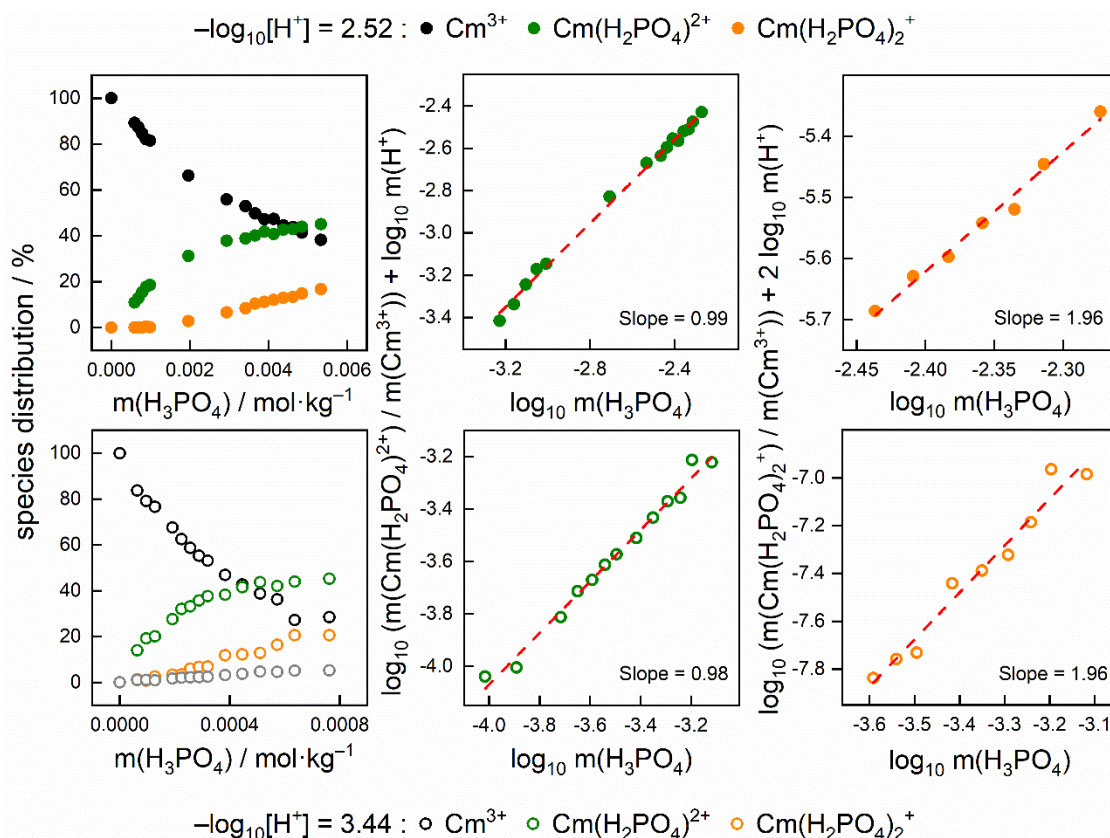 –log₁₀[H⁺] = 2.52 : ● Cm³⁺ ● Cm(H₂PO₄)²⁺ ● Cm(H₂PO₄)₂⁺
species distribution / %
100
80
60
40
20
0
0.000 0.002 0.004 0.006
m(H₃PO₄) / mol·kg⁻¹
log₁₀ (m(Cm(H₂PO₄)²⁺) / m(Cm³⁺)) + log₁₀ m(H⁺)
-2.4
-2.6
-2.8
-3.0
-3.2
-3.4
Slope = 0.99
-3.2 -2.8 -2.4
log₁₀ m(H₃PO₄)
log₁₀ (m(Cm(H₂PO₄)₂⁺) / m(Cm³⁺)) + 2 log₁₀ m(H⁺)
-5.4
-5.5
-5.6
-5.7
Slope = 1.96
-2.45 -2.40 -2.35 -2.30
log₁₀ m(H₃PO₄)
100
80
60
40
20
0
0.0000 0.0004 0.0008
m(H₃PO₄) / mol·kg⁻¹
-3.2
-3.4
-3.6
-3.8
-4.0
Slope = 0.98
-4.0 -3.8 -3.6 -3.4 -3.2
log₁₀ m(H₃PO₄)
-7.0
-7.2
-7.4
-7.6
-7.8
Slope = 1.96
-3.6 -3.5 -3.4 -3.3 -3.2 -3.1
log₁₀ m(H₃PO₄)
–log₁₀[H⁺] = 3.44 : ○ Cm³⁺ ○ Cm(H₂PO₄)²⁺ ○ Cm(H₂PO₄)₂⁺